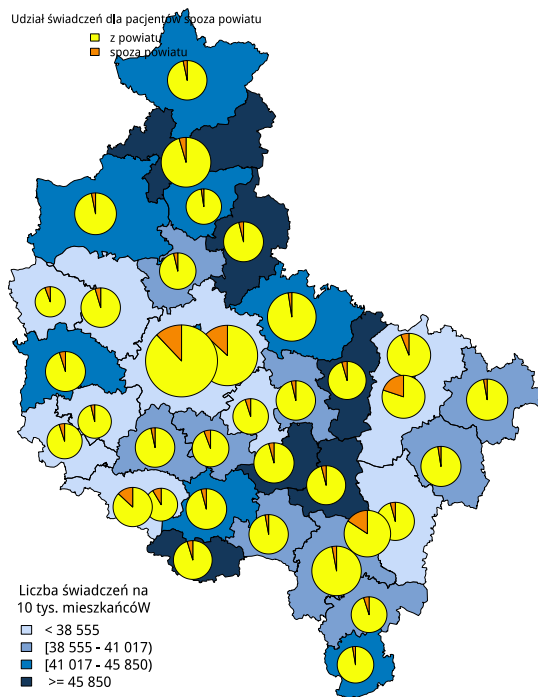 Udział świadczeń dla pacjentów spoza powiatu
z powiatu
spoza powiatu
Liczba świadczeń na
10 tys. mieszkańcóW
< 38 555
[38 555 - 41 017)
[41 017 - 45 850)
>= 45 850